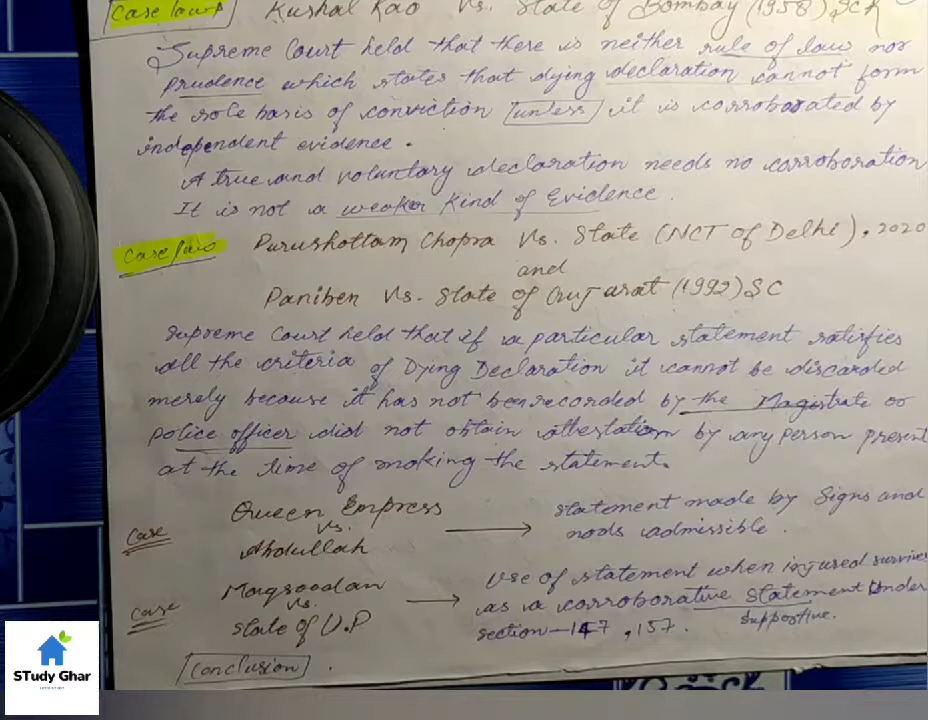 Case law Kushal Rao Vs. State of Bombay (1958) SCR
Supreme Court held that there is neither rule of law nor
prudence which states that dying declaration cannot form
the sole basis of conviction unless it is corroborated by
independent evidence.
A true and voluntary declaration needs no corroboration
It is not a weaker kind of Evidence.
Case law Purushottam Chopra Vs. State (NCT of Delhi), 2020
and
Paniben Vs. State of Gujarat (1992) SC
Supreme Court held that if a particular statement satisfies
all the criteria of Dying Declaration it cannot be discarded
merely because it has not been recorded by the Magistrate or
police officer did not obtain attestation by any person present
at the time of making the statement.
Case Queen Empress Vs. Abdullah → statement made by Signs and
nods admissible.
Case Maqsoodan Vs. State of U.P → Use of statement when injured survives
as a corroborative statement Under
section-147, 157. supportive.
Conclusion.
STudy Ghar